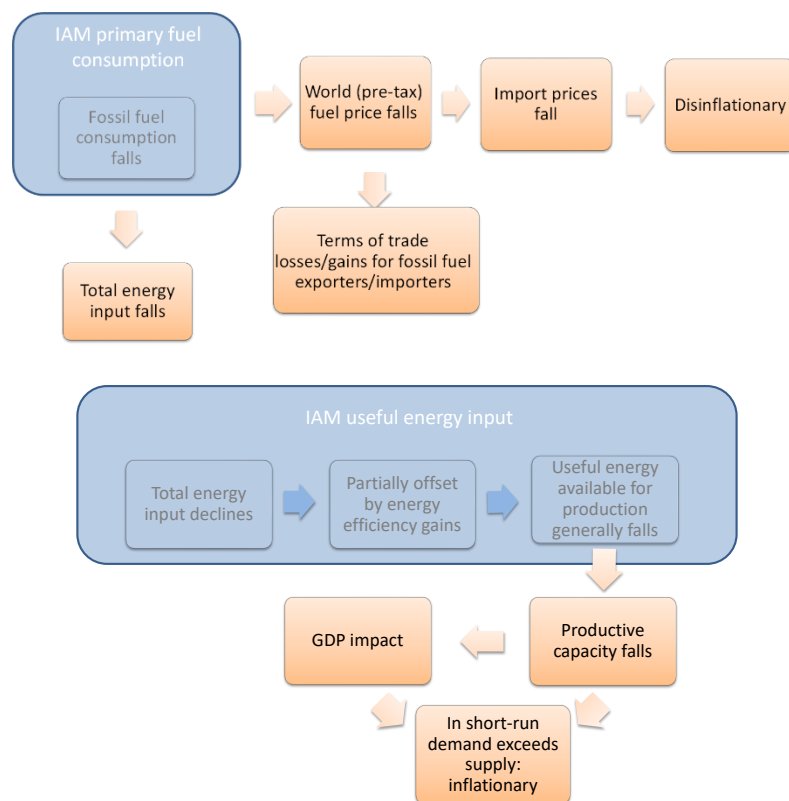 IAM primary fuel
consumption
Fossil fuel
consumption
falls
World (pre-tax)
fuel price falls
Import prices
fall
Disinflationary
Terms of trade
losses/gains for fossil fuel
exporters/importers
Total energy
input falls
IAM useful energy input
Total energy
input declines
Partially offset
by energy
efficiency gains
Useful energy
available for
production
generally falls
GDP impact
Productive
capacity falls
In short-run
demand exceeds
supply:
inflationary